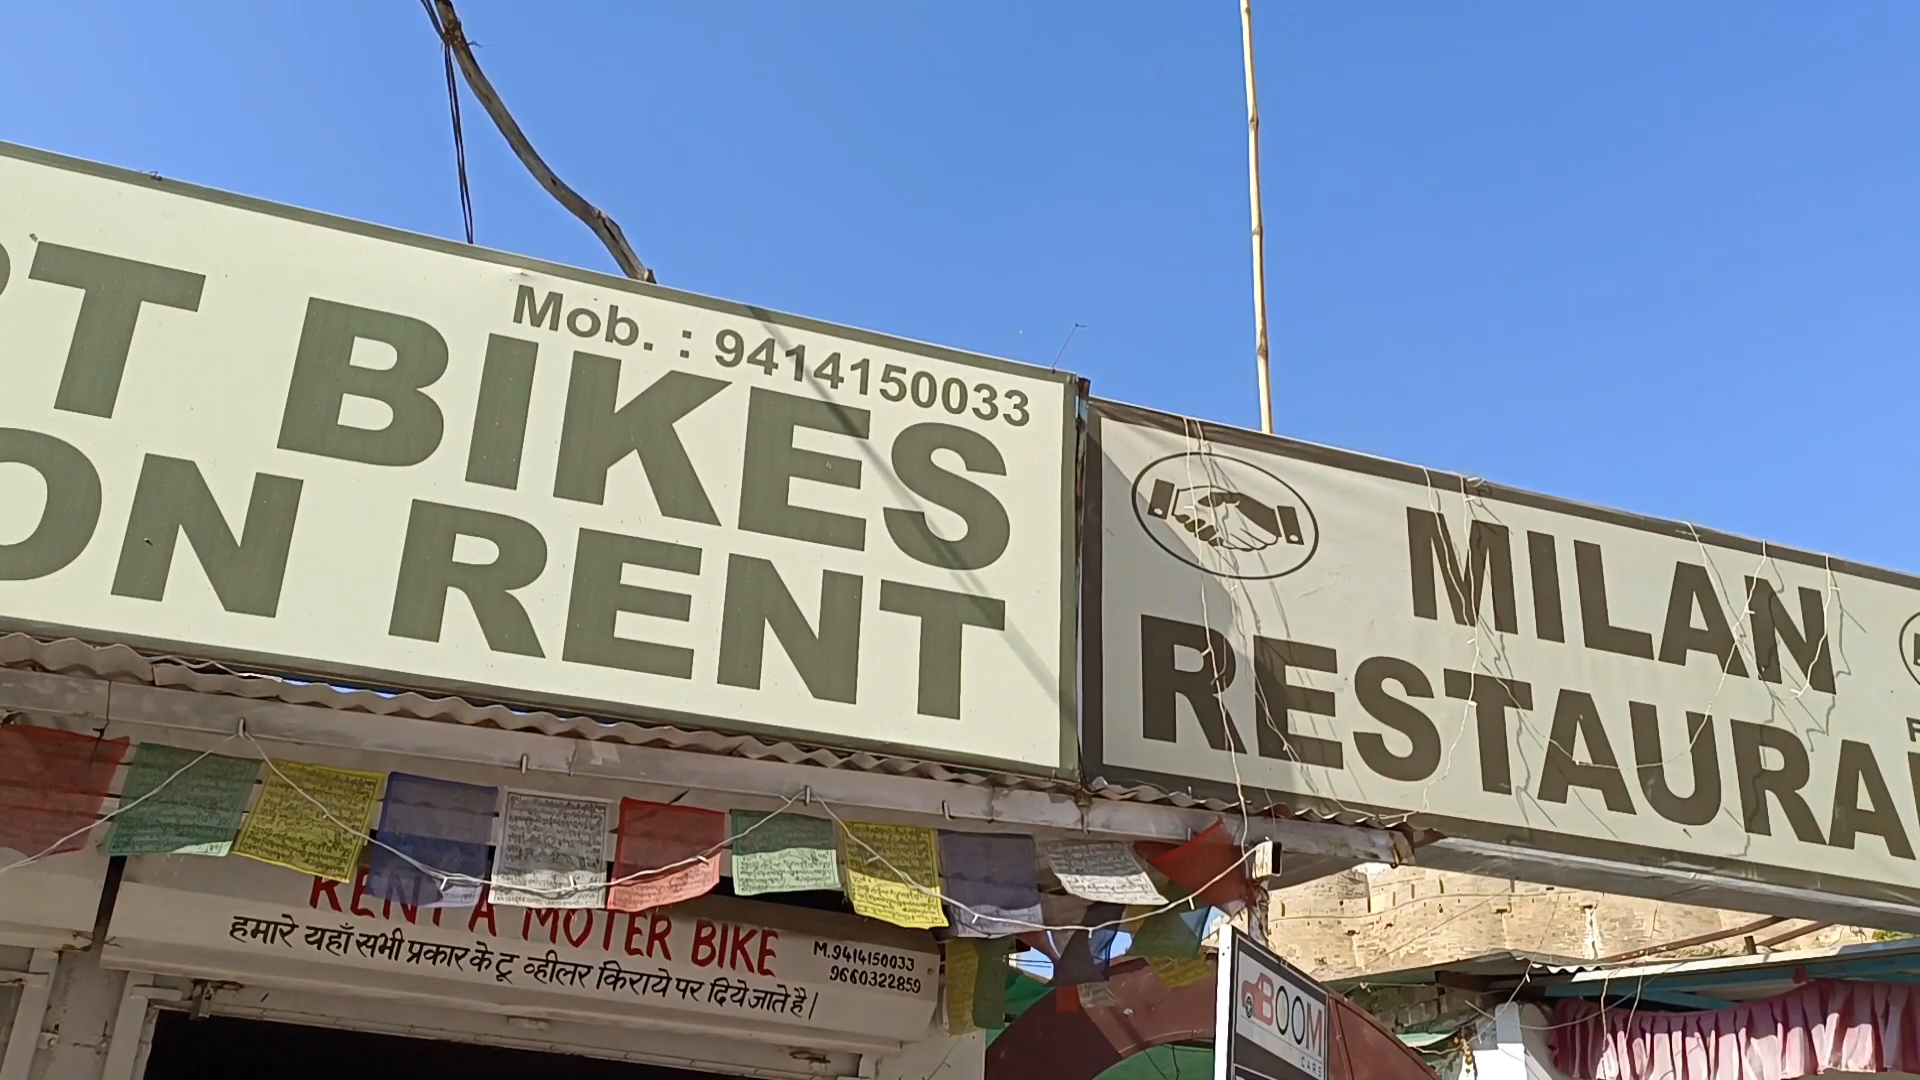 Mob. : 9414150033
BIKES
ON RENT
MILAN
RESTAURA
RENT A MOTER BIKE
हमारे यहाँ सभी प्रकार के टू व्हीलर किराये पर दिये जाते है।
M.9414150033
9660322859
BOOM
CARS